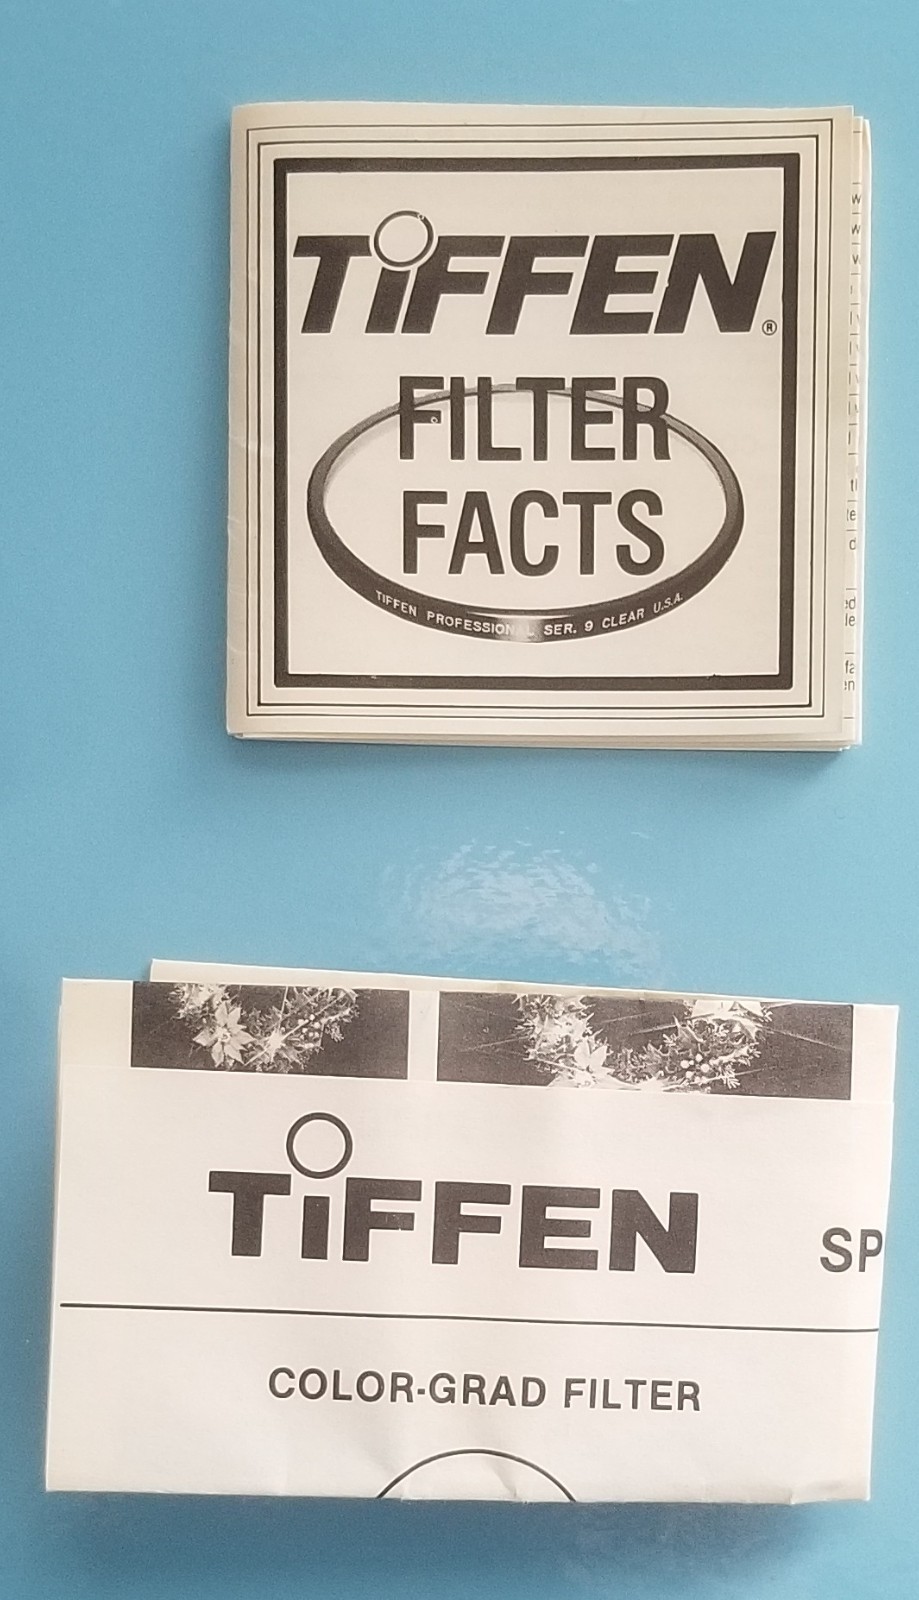 TiFFEN®
FILTER
FACTS
TIFFEN PROFESSIONAL SER. 9 CLEAR U.S.A.
TiFFEN
SP
COLOR-GRAD FILTER